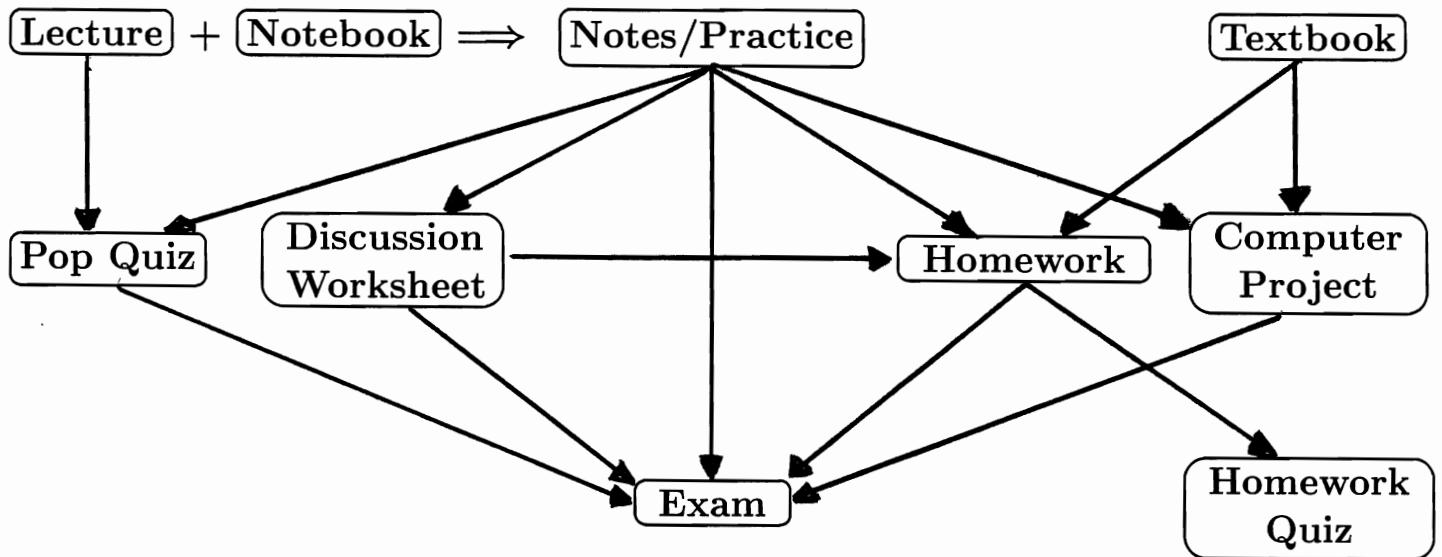 Lecture + Notebook ⟹ Notes/Practice Textbook
Pop Quiz
Discussion
Worksheet
Homework
Computer
Project
Exam
Homework
Quiz